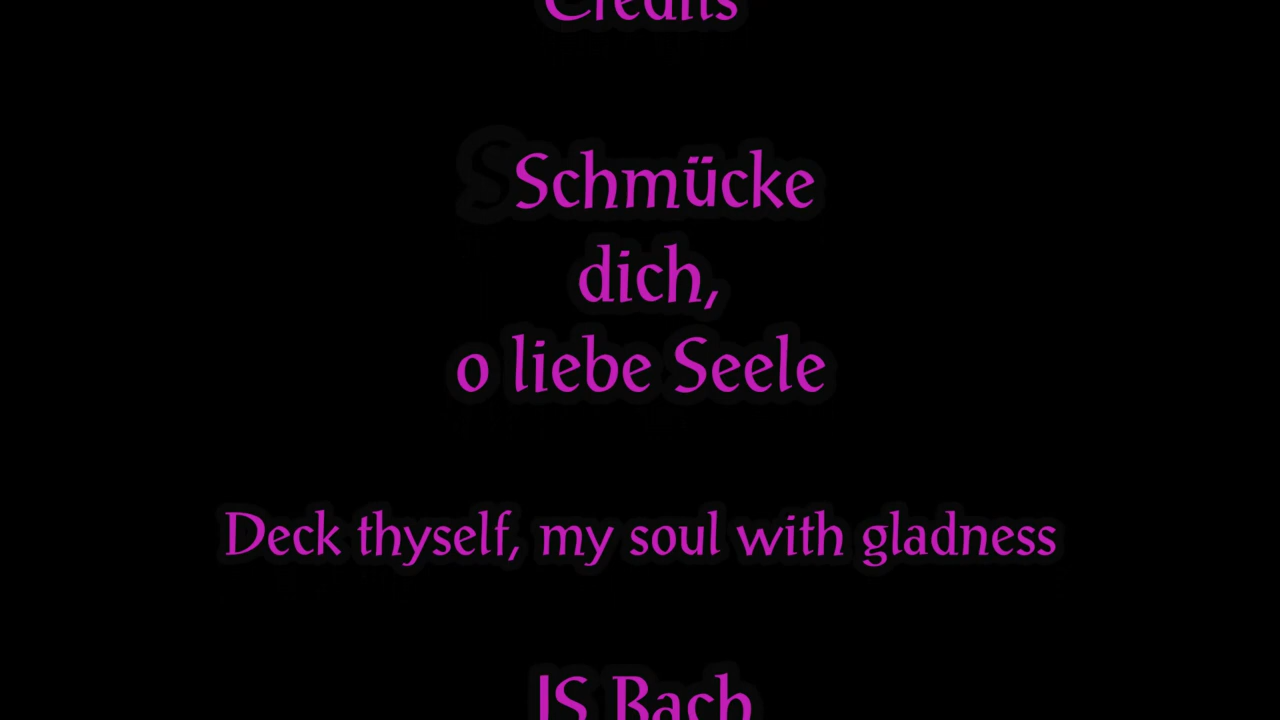 Credits
Schmücke
dich,
o liebe Seele
Deck thyself, my soul with gladness
JS Bach